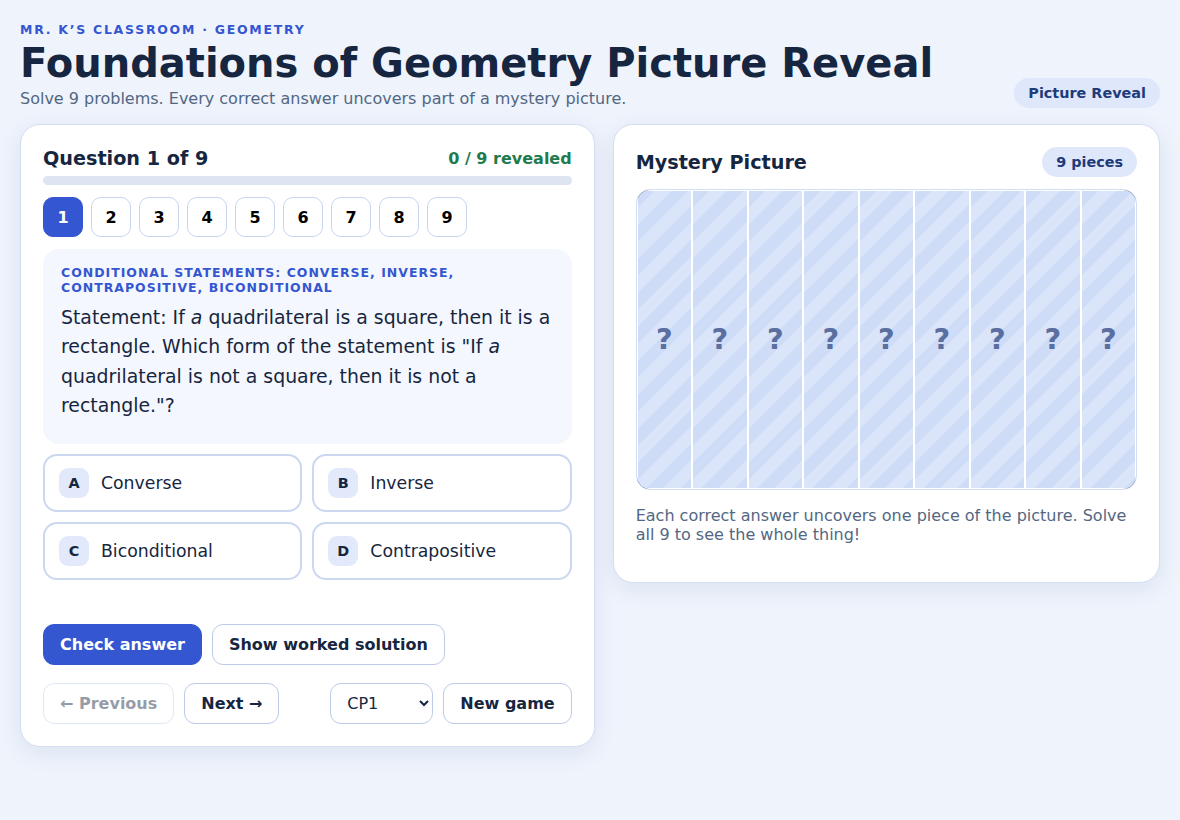 MR. K’S CLASSROOM · GEOMETRY
Foundations of Geometry Picture Reveal
Solve 9 problems. Every correct answer uncovers part of a mystery picture.
Picture Reveal
Question 1 of 9
0 / 9 revealed
1 2 3 4 5 6 7 8 9
CONDITIONAL STATEMENTS: CONVERSE, INVERSE,
CONTRAPOSITIVE, BICONDITIONAL
Statement: If a quadrilateral is a square, then it is a
rectangle. Which form of the statement is "If a
quadrilateral is not a square, then it is not a
rectangle."?
A Converse
B Inverse
C Biconditional
D Contrapositive
Check answer
Show worked solution
← Previous
Next →
CP1
New game
Mystery Picture
9 pieces
? ? ? ? ? ? ? ? ?
Each correct answer uncovers one piece of the picture. Solve
all 9 to see the whole thing!